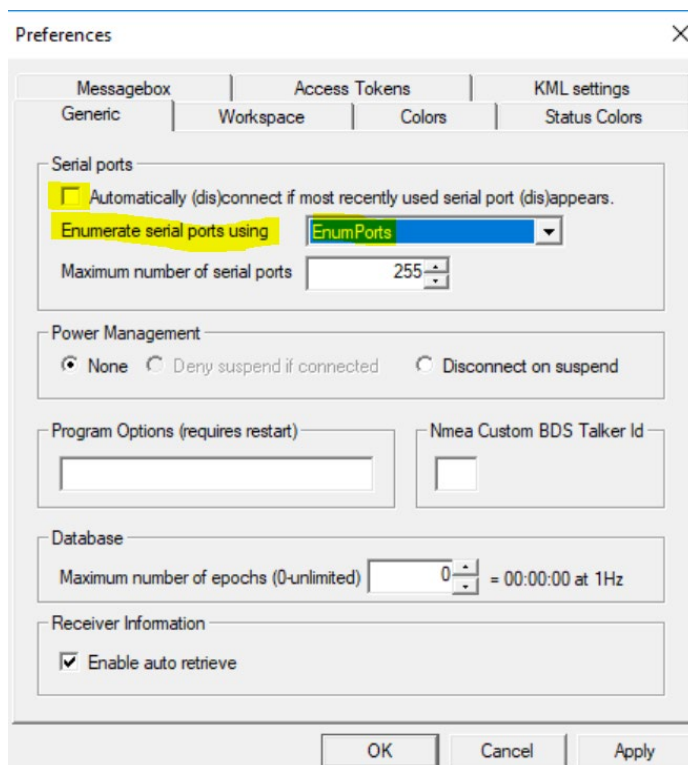 Preferences
Messagebox Access Tokens KML settings
Generic Workspace Colors Status Colors
Serial ports
Automatically (dis)connect if most recently used serial port (dis)appears.
Enumerate serial ports using EnumPorts
Maximum number of serial ports 255
Power Management
None Deny suspend if connected Disconnect on suspend
Program Options (requires restart) Nmea Custom BDS Talker Id
Database
Maximum number of epochs (0-unlimited) 0 = 00:00:00 at 1Hz
Receiver Information
Enable auto retrieve
OK Cancel Apply